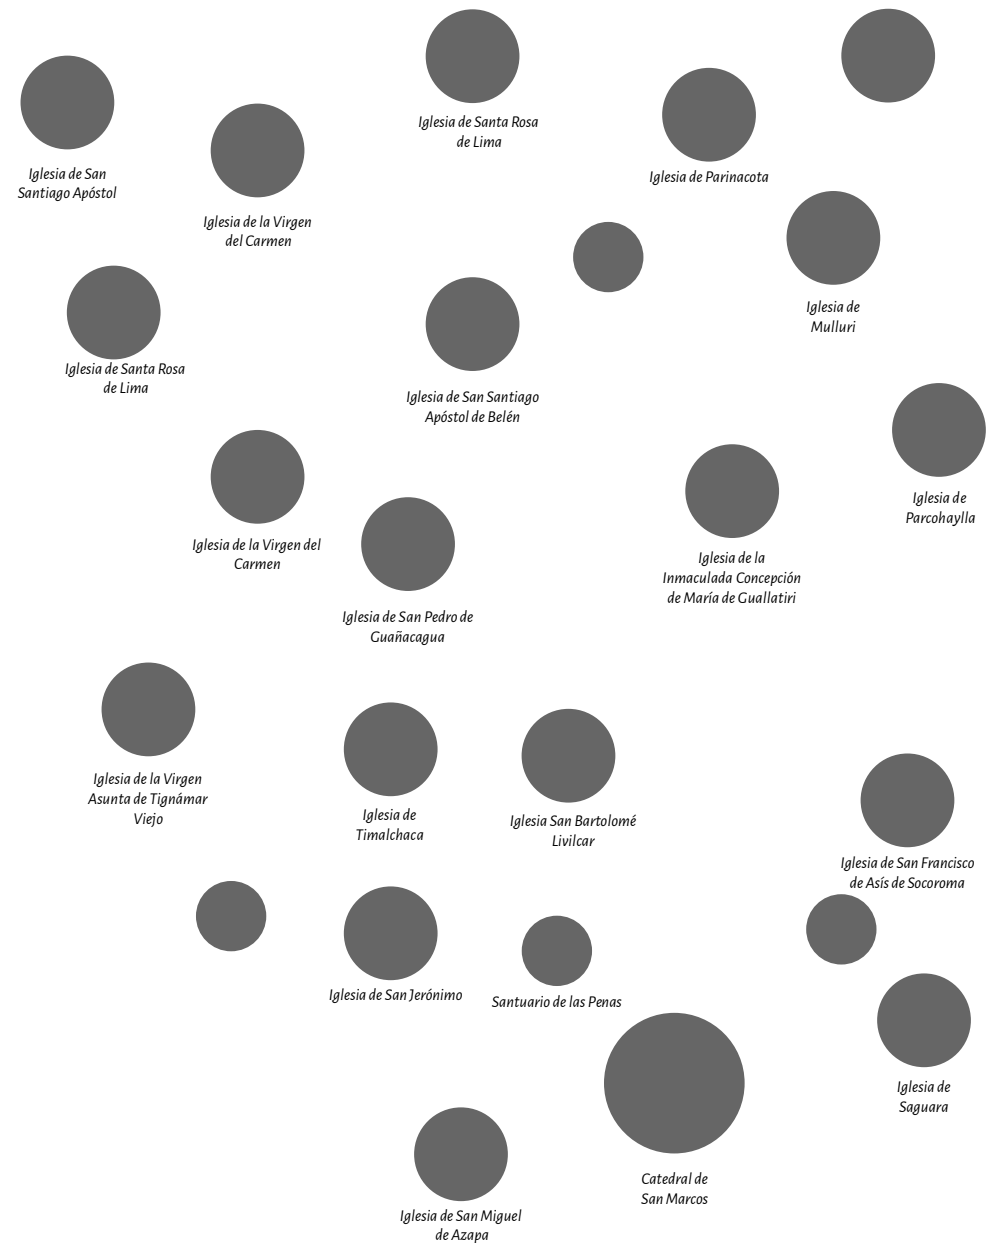 Iglesia de Santa Rosa
de Lima
Iglesia de San
Santiago Apóstol
Iglesia de Parinacota
Iglesia de la Virgen
del Carmen
Iglesia de
Mulluri
Iglesia de Santa Rosa
de Lima
Iglesia de San Santiago
Apóstol de Belén
Iglesia de
Parcohaylla
Iglesia de la Virgen del
Carmen
Iglesia de la
Inmaculada Concepción
de María de Guallatiri
Iglesia de San Pedro de
Guañacagua
Iglesia de la Virgen
Asunta de Tignámar
Viejo
Iglesia de
Timalchaca
Iglesia San Bartolomé
Livilcar
Iglesia de San Francisco
de Asís de Socoroma
Iglesia de San Jerónimo
Santuario de las Penas
Iglesia de
Saguara
Catedral de
San Marcos
Iglesia de San Miguel
de Azapa